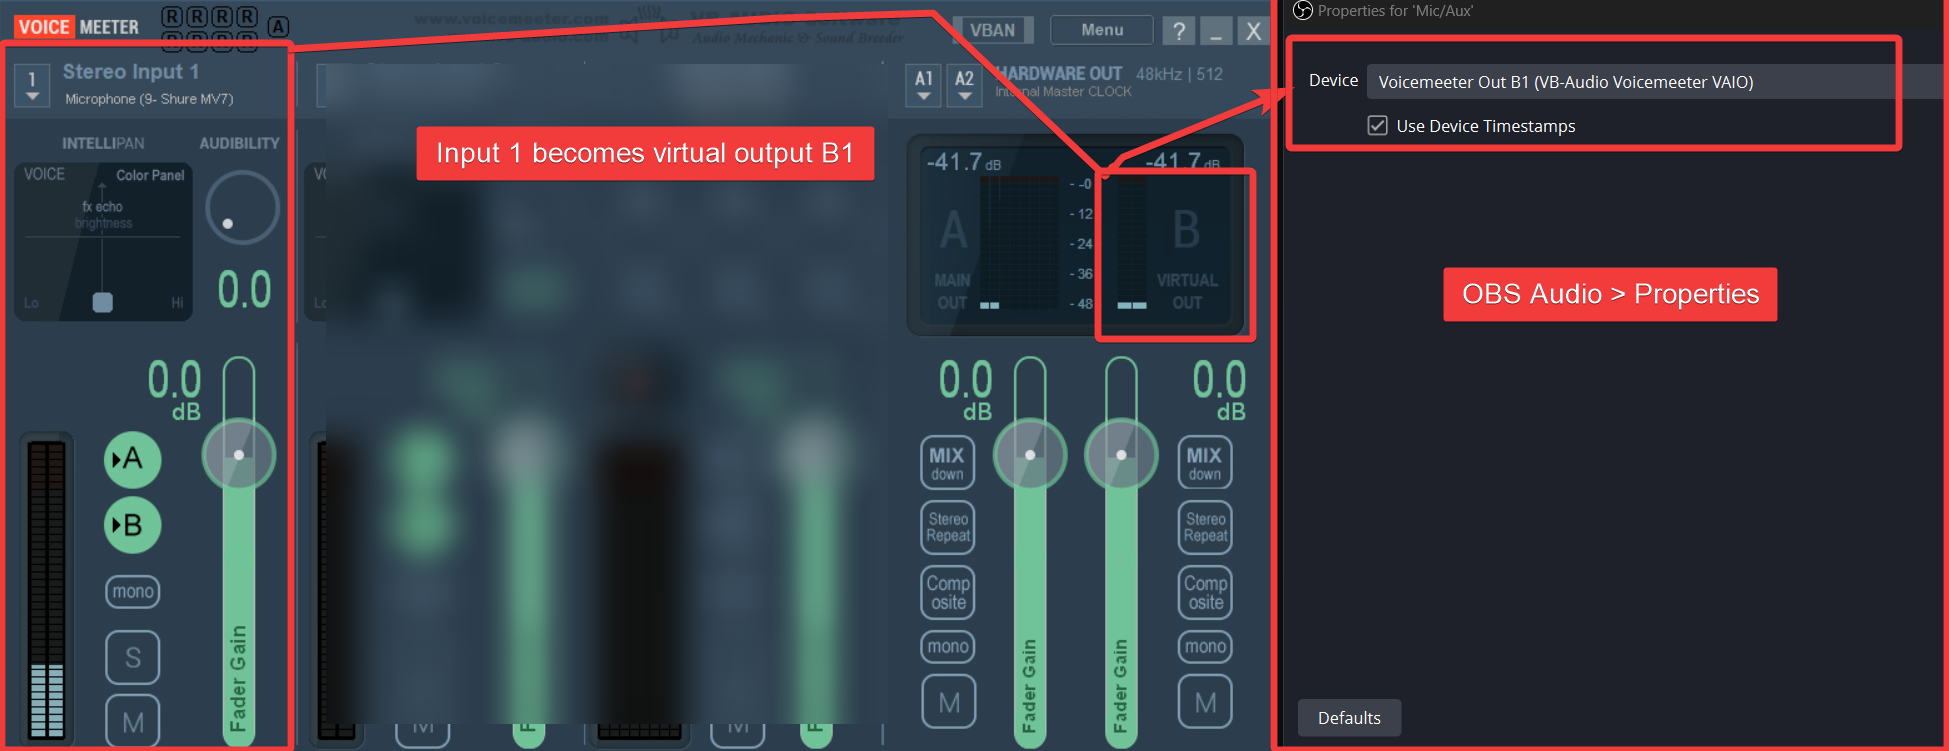 VOICE MEETER
R R R R A
R R R R
www.voicemeeter.com
VB-AUDIO Software
Audio Mechanic & Sound Breeder
VBAN
Menu
?
_
X
1
Stereo Input 1
Microphone (9- Shure MV7)
INTELLIPAN
AUDIBILITY
VOICE
Color Panel
fx echo
brightness
Lo
Hi
0.0
0.0
dB
A
B
mono
S
M
Fader Gain
Input 1 becomes virtual output B1
M
M
A1
A2
HARDWARE OUT 48kHz | 512
Internal Master CLOCK
-41.7 dB
-41.7 dB
-0
-12
-24
-36
-48
A
MAIN
OUT
B
VIRTUAL
OUT
0.0
dB
0.0
dB
MIX
down
Stereo
Repeat
Comp
osite
mono
M
Fader Gain
Fader Gain
MIX
down
Stereo
Repeat
Comp
osite
mono
M
Properties for 'Mic/Aux'
Device
Voicemeeter Out B1 (VB-Audio Voicemeeter VAIO)
Use Device Timestamps
OBS Audio > Properties
Defaults